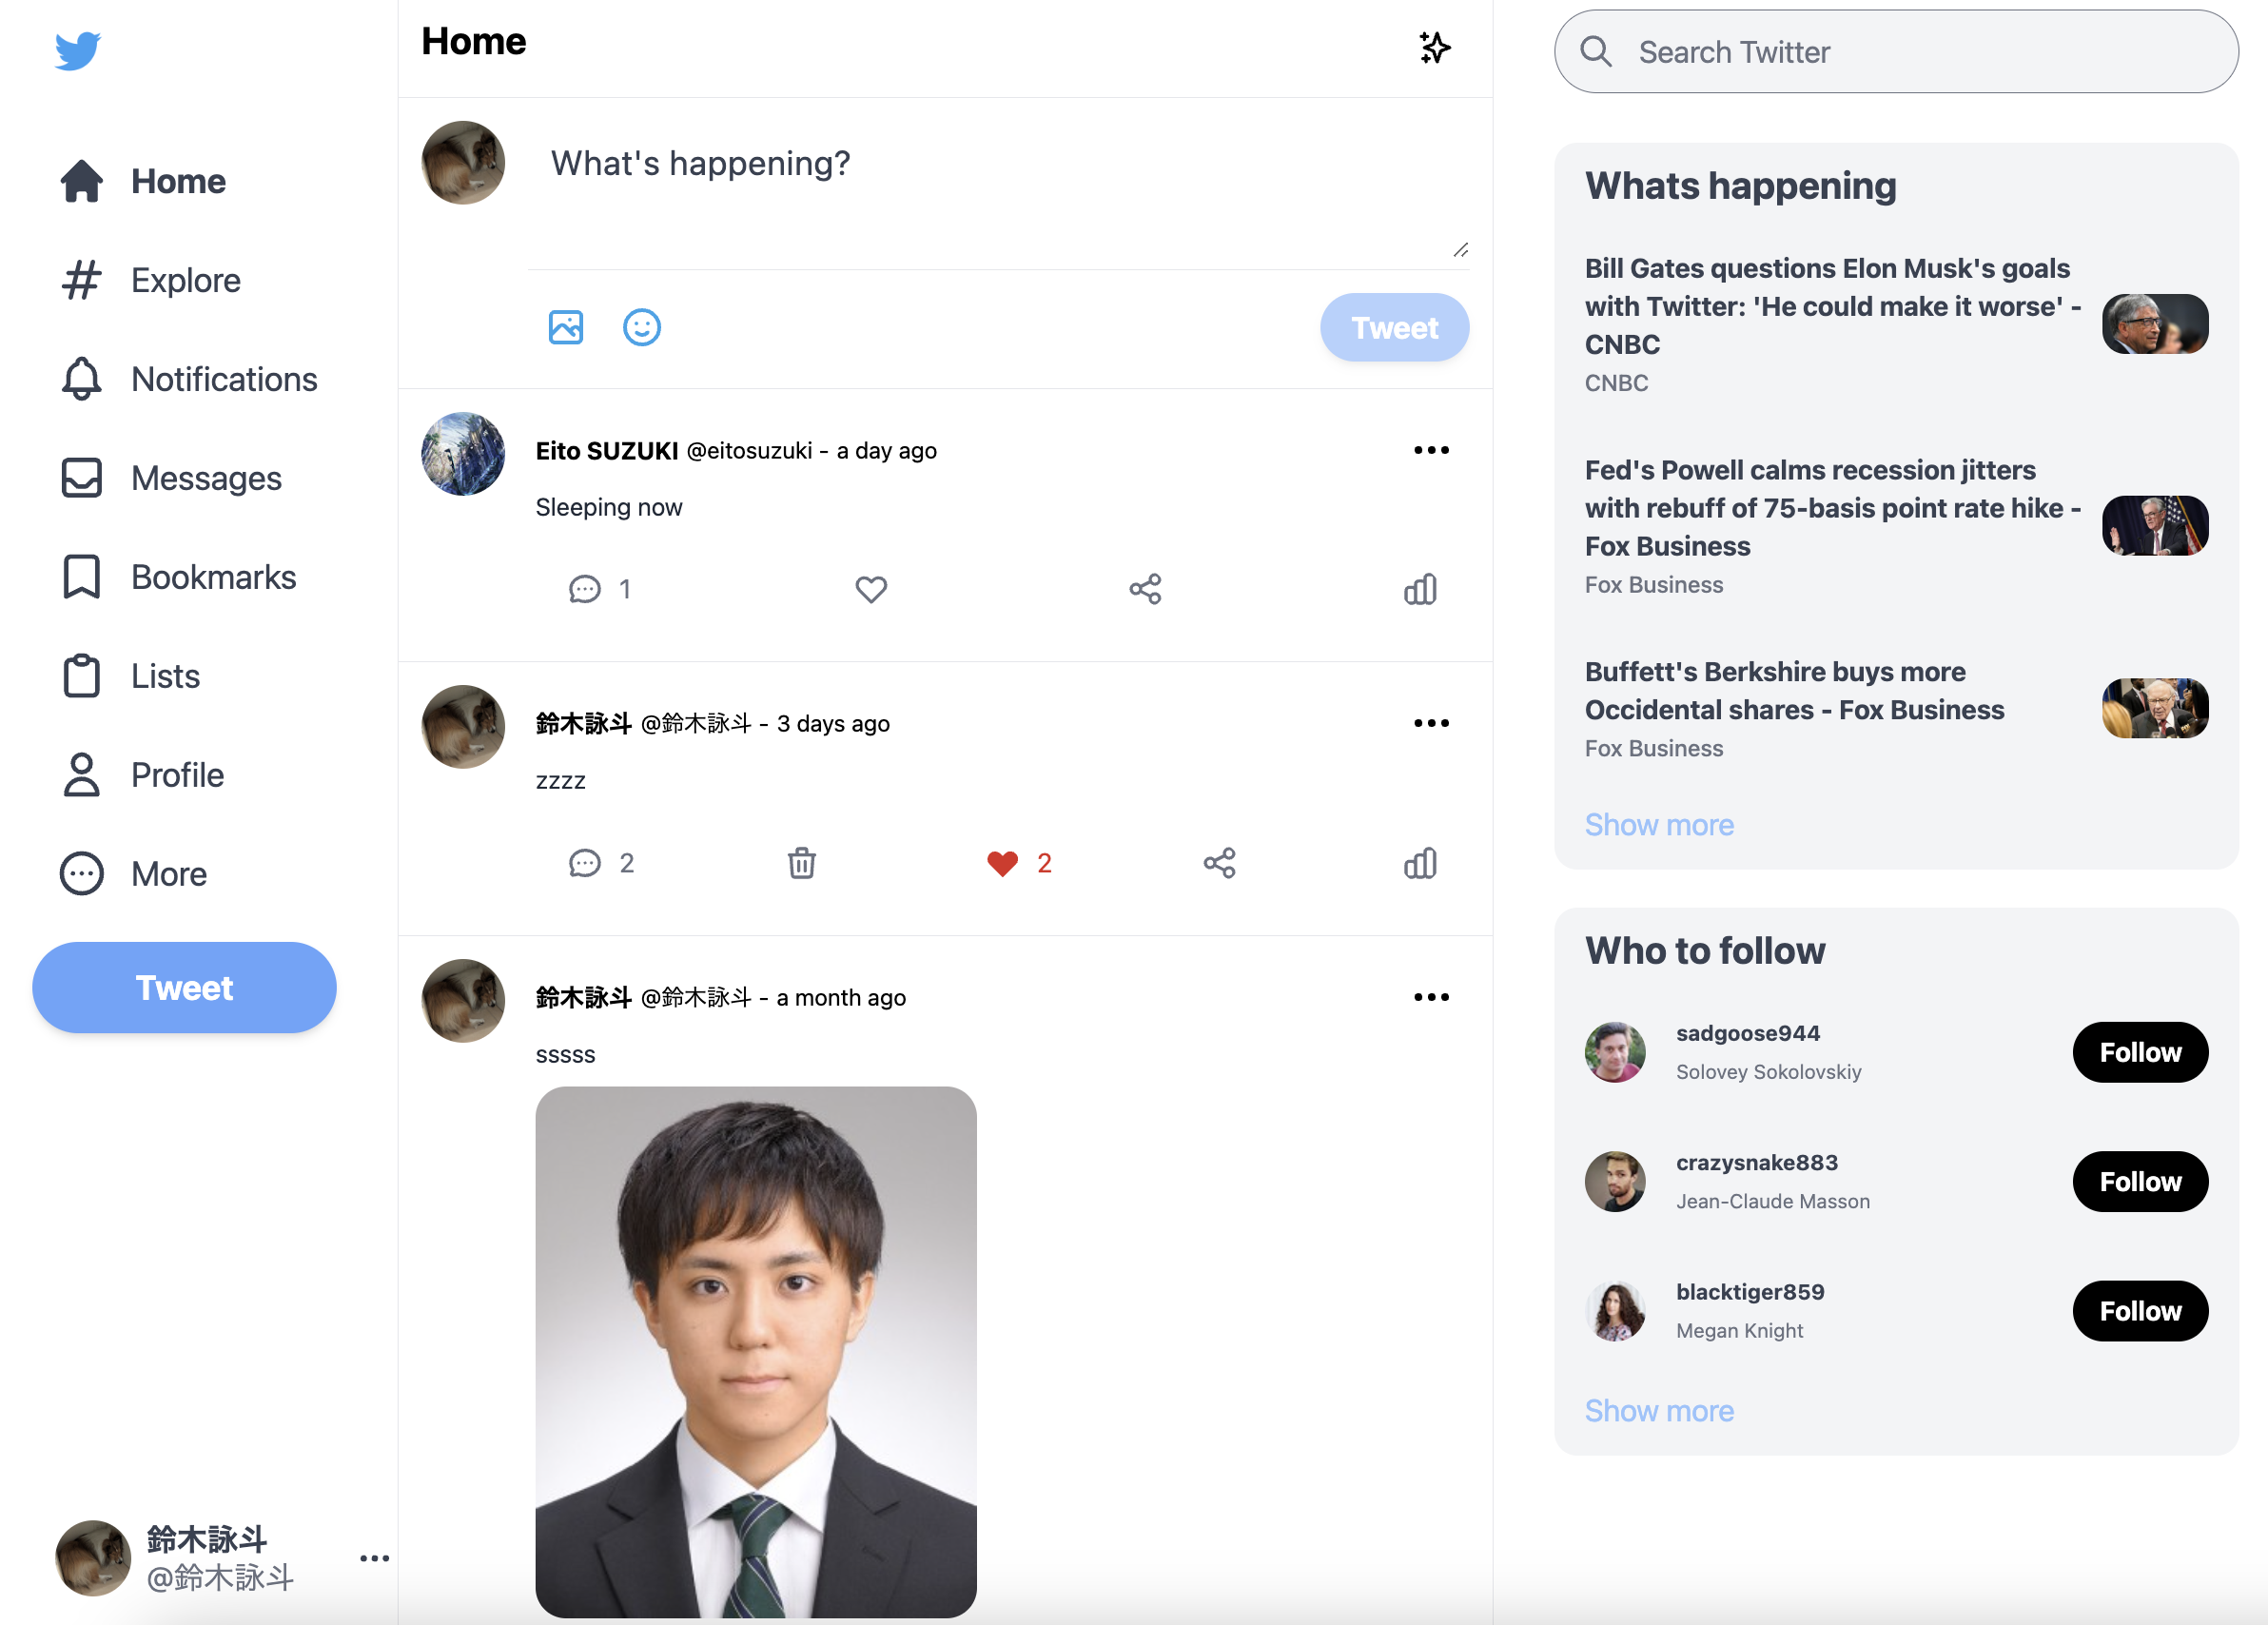 Home
Explore
Notifications
Messages
Bookmarks
Lists
Profile
More
Tweet
鈴木詠斗
@鈴木詠斗
Home
What's happening?
Tweet
Eito SUZUKI @eitosuzuki - a day ago
Sleeping now
1
鈴木詠斗 @鈴木詠斗 - 3 days ago
zzzz
2
2
鈴木詠斗 @鈴木詠斗 - a month ago
sssss
Search Twitter
Whats happening
Bill Gates questions Elon Musk's goals
with Twitter: 'He could make it worse' -
CNBC
CNBC
Fed's Powell calms recession jitters
with rebuff of 75-basis point rate hike -
Fox Business
Fox Business
Buffett's Berkshire buys more
Occidental shares - Fox Business
Fox Business
Show more
Who to follow
sadgoose944
Solovey Sokolovskiy
Follow
crazysnake883
Jean-Claude Masson
Follow
blacktiger859
Megan Knight
Follow
Show more